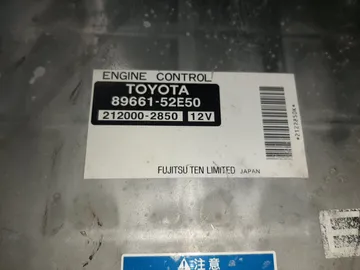 ENGINE CONTROL
TOYOTA
89661-52E50
212000-2850 12V
FUJITSU TEN LIMITED JAPAN
注意